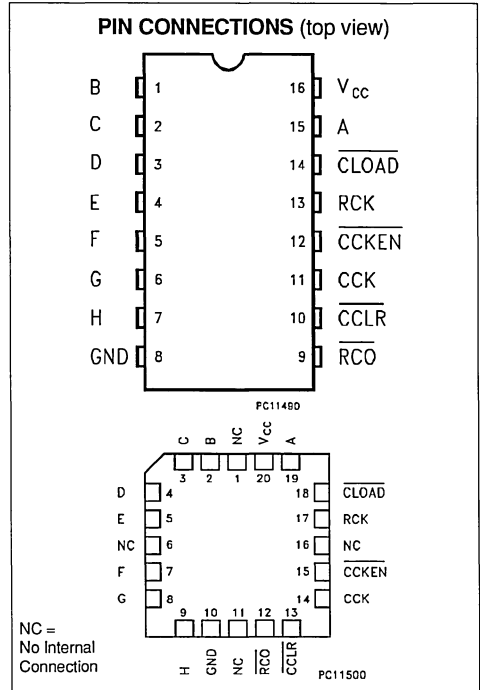 PIN CONNECTIONS (top view)
B 1 16 VCC
C 2 15 A
D 3 14 CLOAD
E 4 13 RCK
F 5 12 CCKEN
G 6 11 CCK
H 7 10 CCLR
GND 8 9 RCO
PC11490
C B NC VCC A
3 2 1 20 19
D 4 18 CLOAD
E 5 17 RCK
NC 6 16 NC
F 7 15 CCKEN
G 8 14 CCK
9 10 11 12 13
H GND NC RCO CCLR
NC =
No Internal
Connection
PC11500